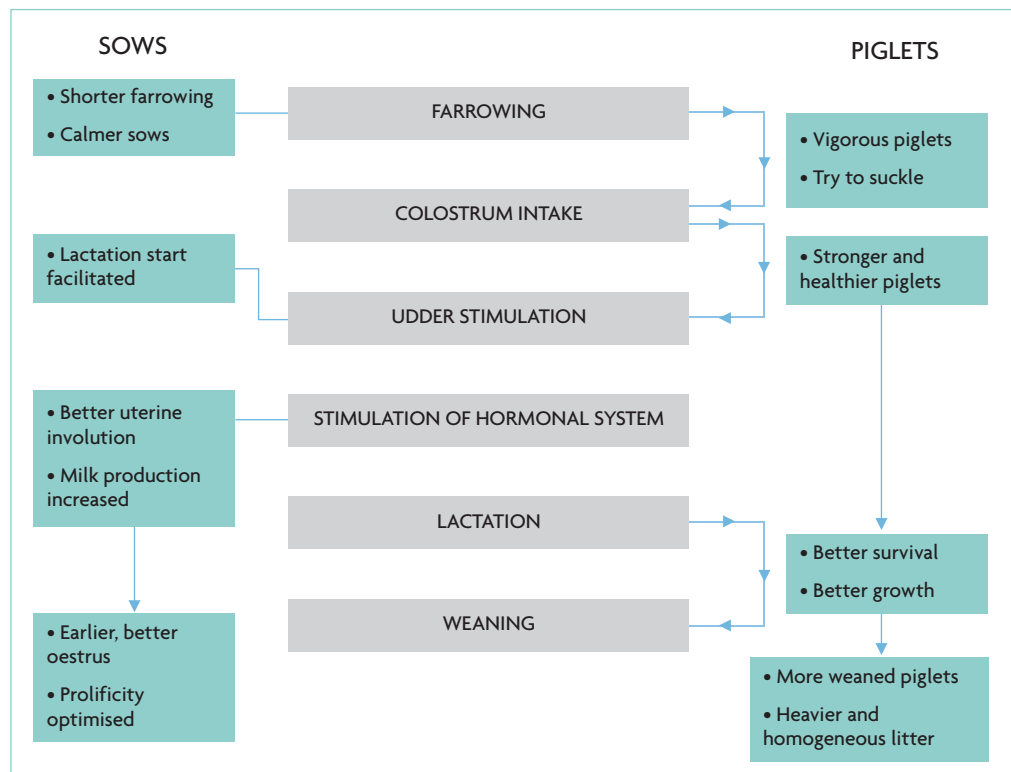 SOWS
PIGLETS
• Shorter farrowing
• Calmer sows
FARROWING
• Vigorous piglets
• Try to suckle
COLOSTRUM INTAKE
• Lactation start
facilitated
• Stronger and
healthier piglets
UDDER STIMULATION
• Better uterine
involution
• Milk production
increased
STIMULATION OF HORMONAL SYSTEM
LACTATION
• Better survival
• Better growth
WEANING
• Earlier, better
oestrus
• Prolificity
optimised
• More weaned piglets
• Heavier and
homogeneous litter